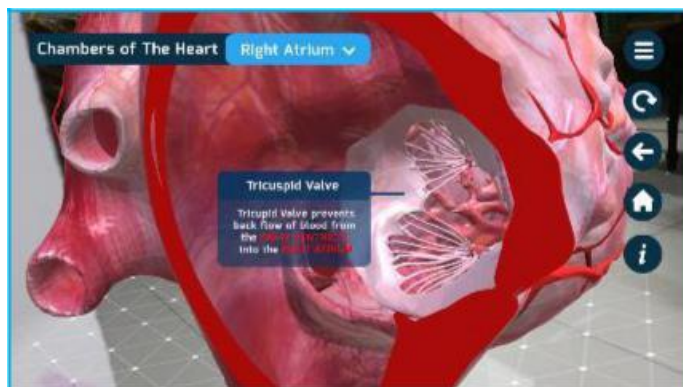 Chambers of The Heart
Right Atrium
Tricuspid Valve
Tricupid Valve prevents
back flow of blood from
the RIGHT VENTRICLE
into the RIGHT ATRIUM
i